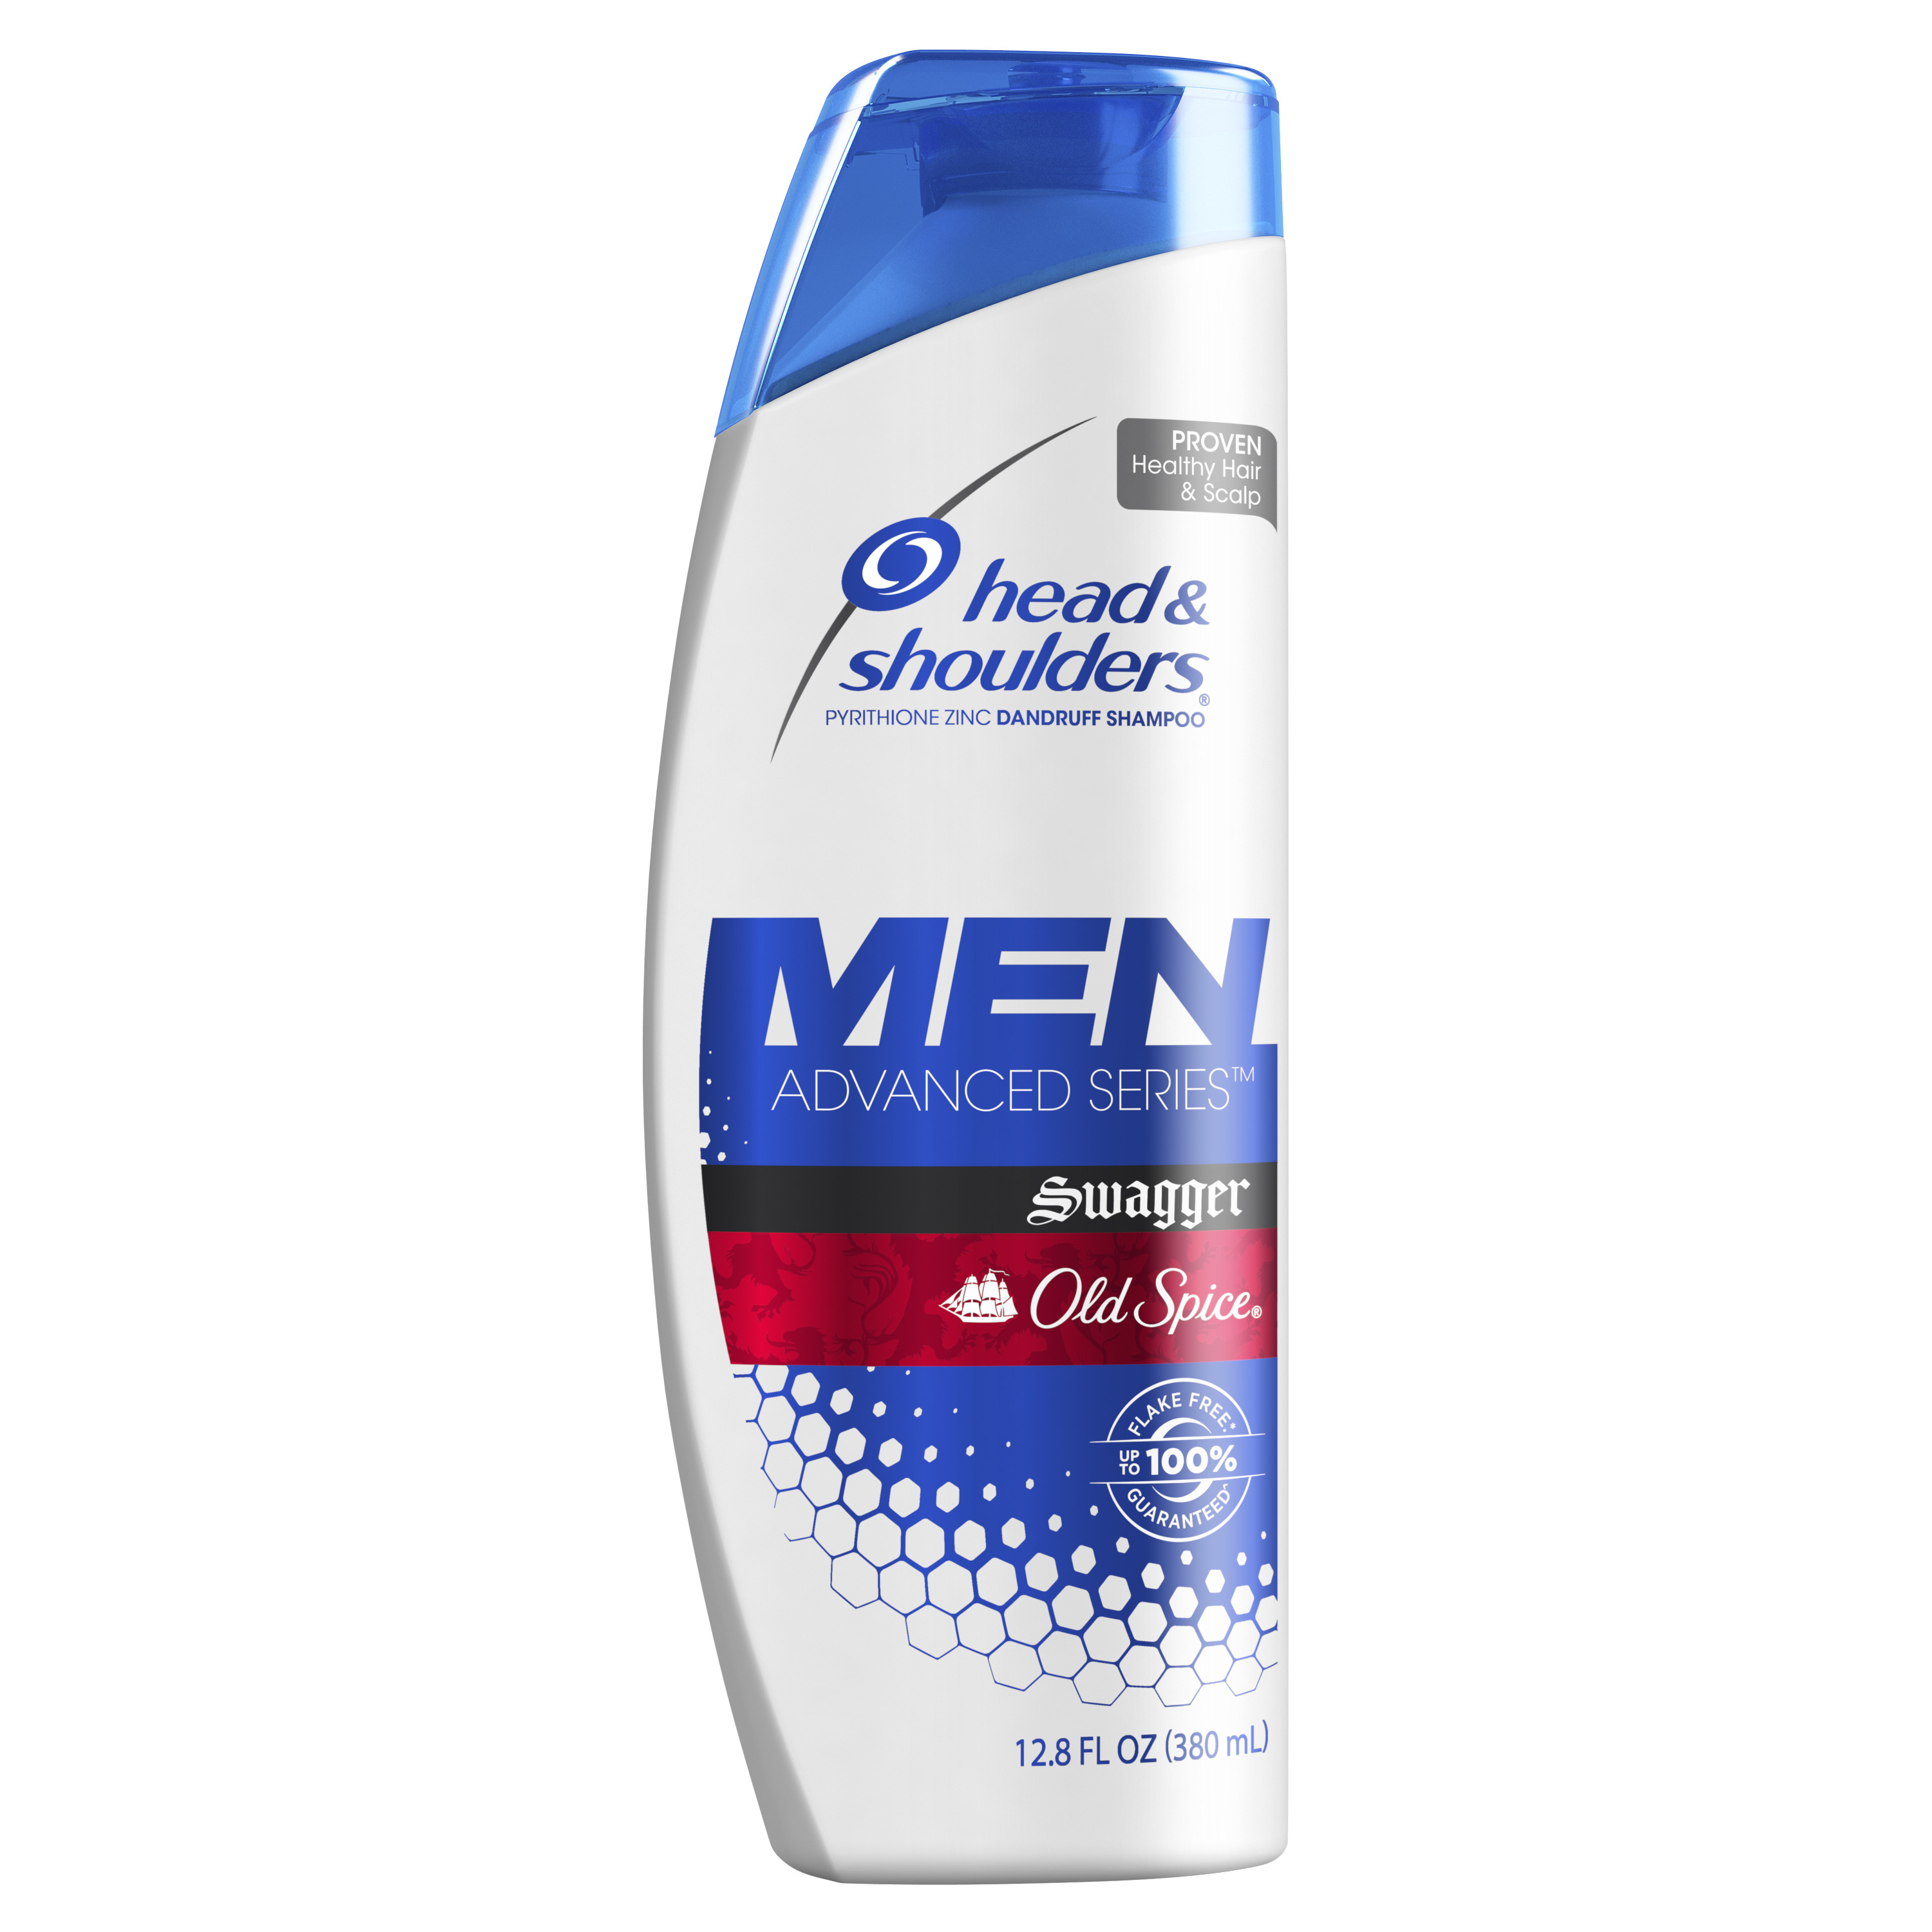 PROVEN
Healthy Hair
& Scalp
head &
shoulders®
PYRITHIONE ZINC DANDRUFF SHAMPOO
MEN
ADVANCED SERIES™
Swagger
Old Spice®
FLAKE FREE*
UP TO 100%
GUARANTEED^
12.8 FL OZ (380 mL)